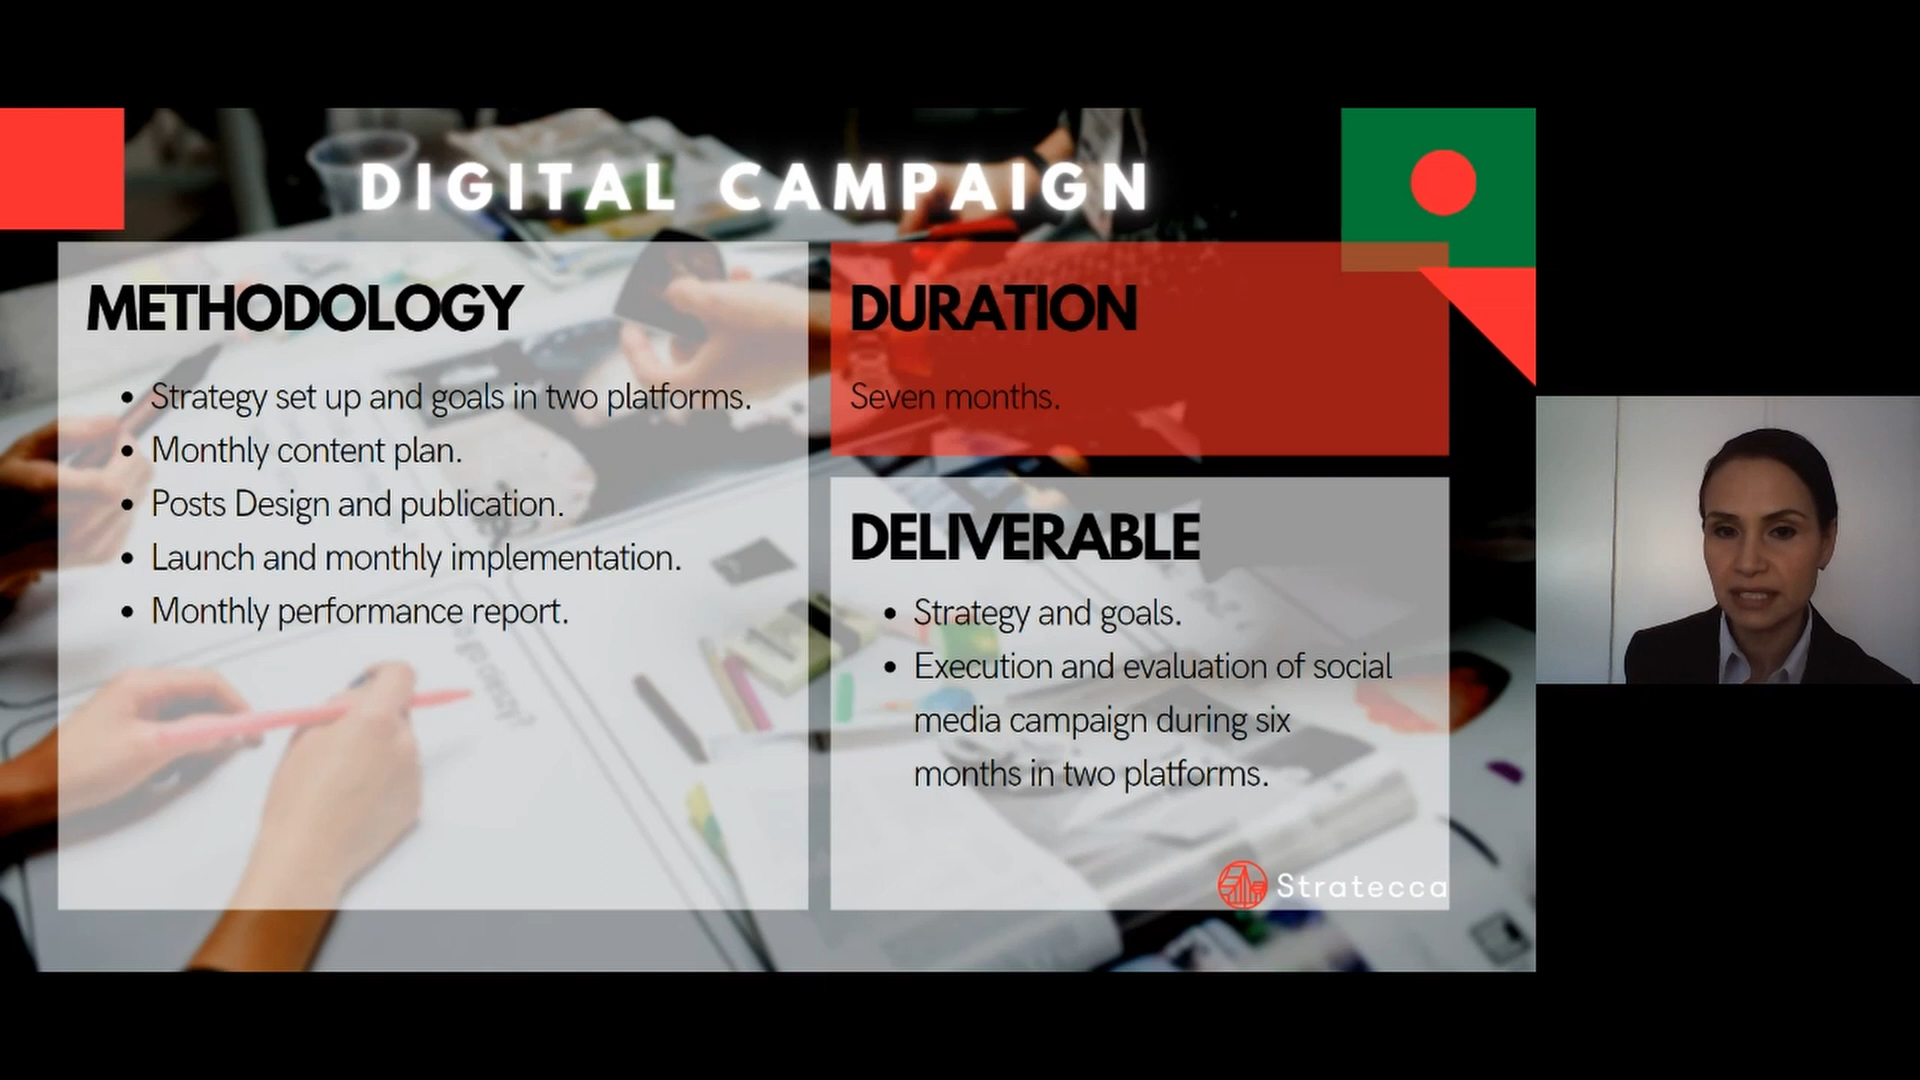 DIGITAL CAMPAIGN
METHODOLOGY
• Strategy set up and goals in two platforms.
• Monthly content plan.
• Posts Design and publication.
• Launch and monthly implementation.
• Monthly performance report.
DURATION
Seven months.
DELIVERABLE
• Strategy and goals.
• Execution and evaluation of social
media campaign during six
months in two platforms.
Stratecca